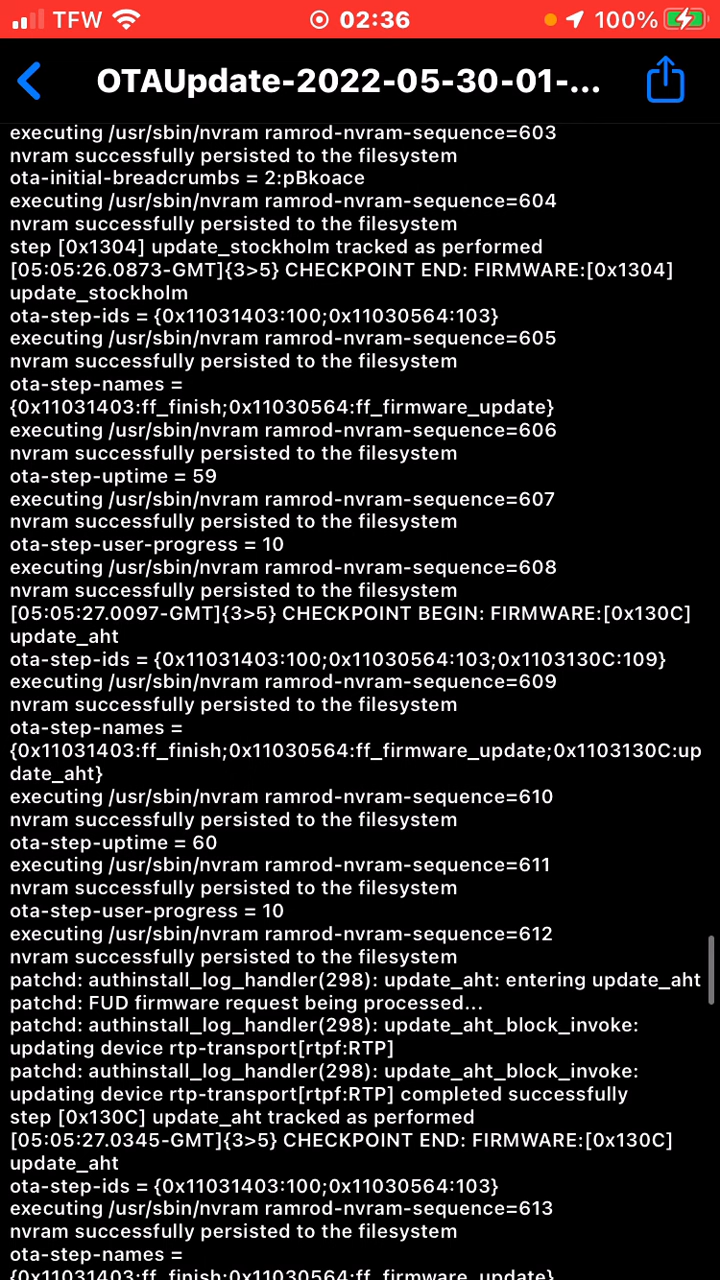 TFW 02:36 100%
OTAUpdate-2022-05-30-01-...
executing /usr/sbin/nvram ramrod-nvram-sequence=603
nvram successfully persisted to the filesystem
ota-initial-breadcrumbs = 2:pBkoace
executing /usr/sbin/nvram ramrod-nvram-sequence=604
nvram successfully persisted to the filesystem
step [0x1304] update_stockholm tracked as performed
[05:05:26.0873-GMT]{3>5} CHECKPOINT END: FIRMWARE:[0x1304]
update_stockholm
ota-step-ids = {0x11031403:100;0x11030564:103}
executing /usr/sbin/nvram ramrod-nvram-sequence=605
nvram successfully persisted to the filesystem
ota-step-names =
{0x11031403:ff_finish;0x11030564:ff_firmware_update}
executing /usr/sbin/nvram ramrod-nvram-sequence=606
nvram successfully persisted to the filesystem
ota-step-uptime = 59
executing /usr/sbin/nvram ramrod-nvram-sequence=607
nvram successfully persisted to the filesystem
ota-step-user-progress = 10
executing /usr/sbin/nvram ramrod-nvram-sequence=608
nvram successfully persisted to the filesystem
[05:05:27.0097-GMT]{3>5} CHECKPOINT BEGIN: FIRMWARE:[0x130C]
update_aht
ota-step-ids = {0x11031403:100;0x11030564:103;0x1103130C:109}
executing /usr/sbin/nvram ramrod-nvram-sequence=609
nvram successfully persisted to the filesystem
ota-step-names =
{0x11031403:ff_finish;0x11030564:ff_firmware_update;0x1103130C:up
date_aht}
executing /usr/sbin/nvram ramrod-nvram-sequence=610
nvram successfully persisted to the filesystem
ota-step-uptime = 60
executing /usr/sbin/nvram ramrod-nvram-sequence=611
nvram successfully persisted to the filesystem
ota-step-user-progress = 10
executing /usr/sbin/nvram ramrod-nvram-sequence=612
nvram successfully persisted to the filesystem
patchd: authinstall_log_handler(298): update_aht: entering update_aht
patchd: FUD firmware request being processed...
patchd: authinstall_log_handler(298): update_aht_block_invoke:
updating device rtp-transport[rtpf:RTP]
patchd: authinstall_log_handler(298): update_aht_block_invoke:
updating device rtp-transport[rtpf:RTP] completed successfully
step [0x130C] update_aht tracked as performed
[05:05:27.0345-GMT]{3>5} CHECKPOINT END: FIRMWARE:[0x130C]
update_aht
ota-step-ids = {0x11031403:100;0x11030564:103}
executing /usr/sbin/nvram ramrod-nvram-sequence=613
nvram successfully persisted to the filesystem
ota-step-names =
{0x11031403:ff_finish;0x11030564:ff_firmware_update}